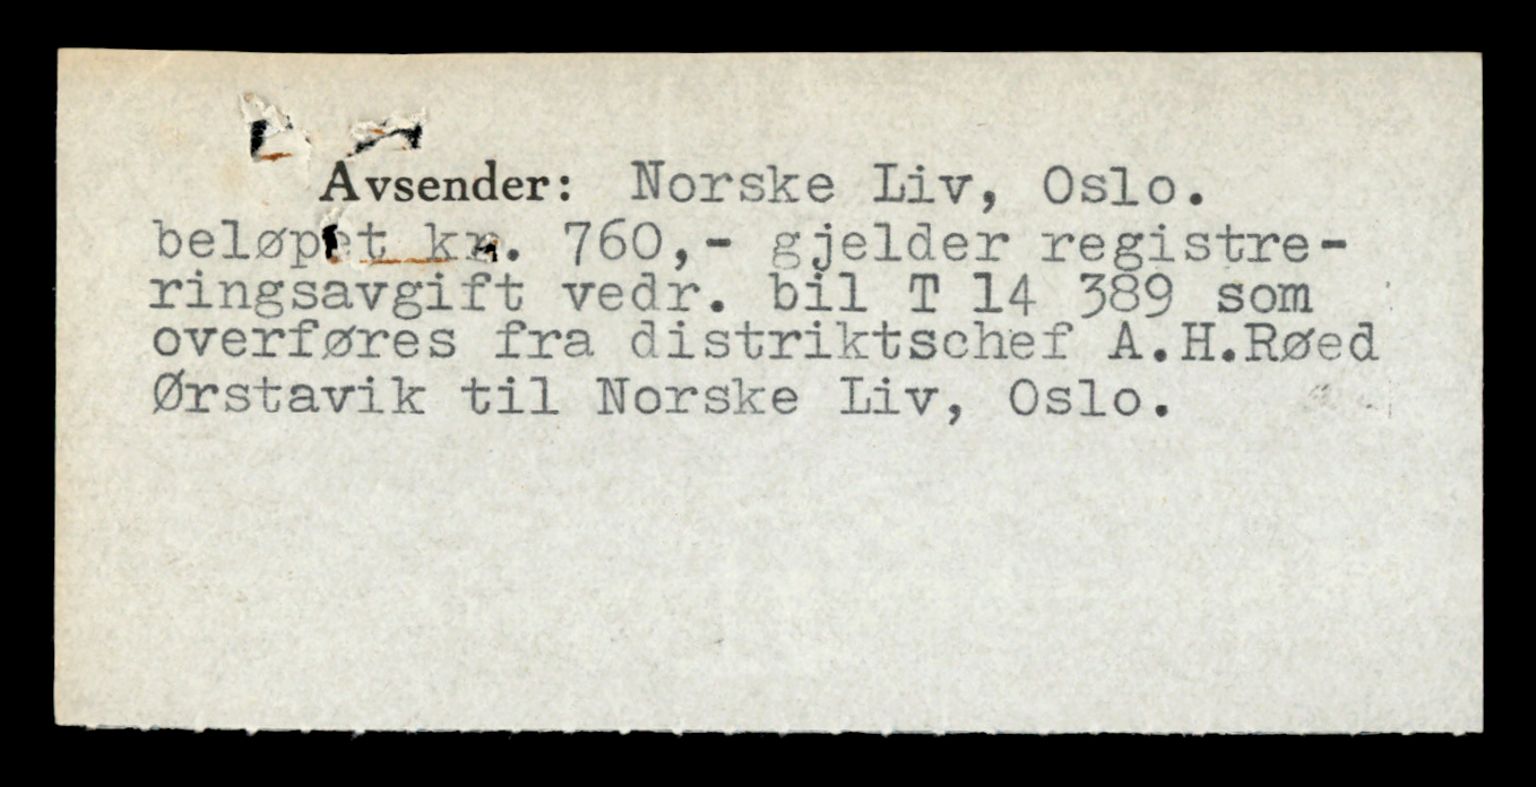 Avsender: Norske Liv, Oslo.
beløpet kr. 760,- gjelder registre-
ringsavgift vedr. bil T 14 389 som
overføres fra distriktschef A.H.Røed
Ørstavik til Norske Liv, Oslo.